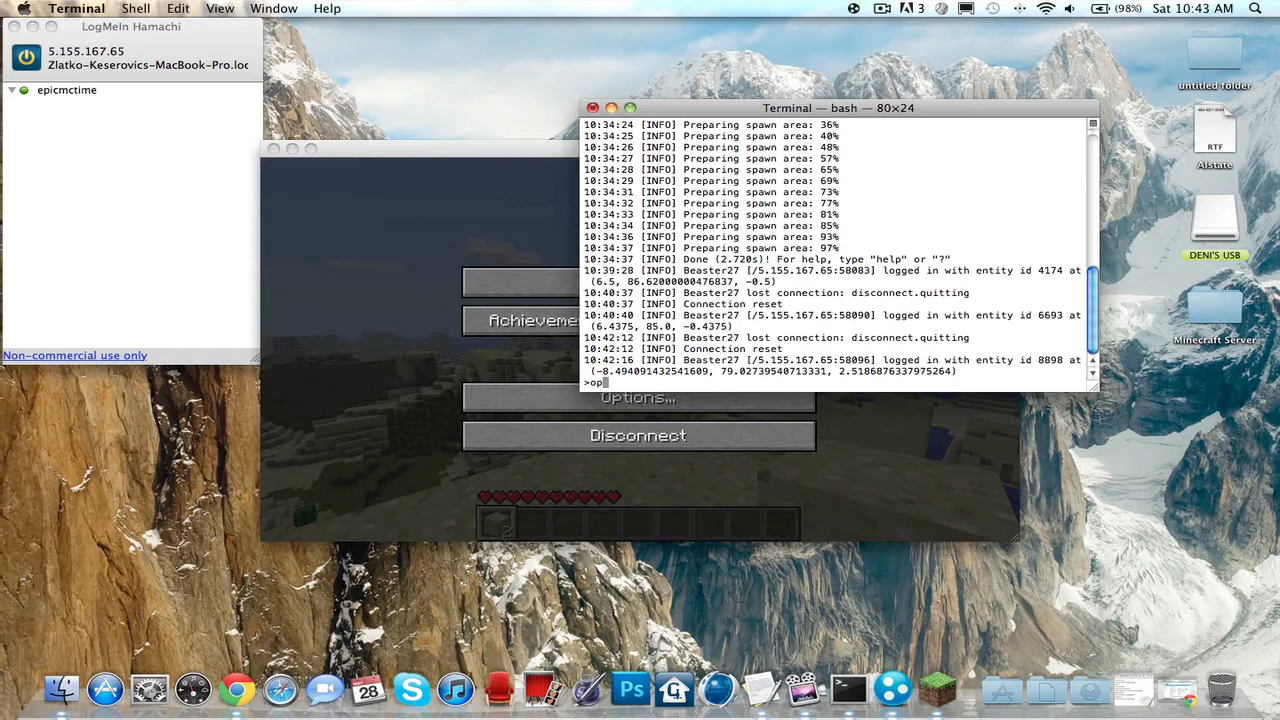 Terminal Shell Edit View Window Help
3 (98%) Sat 10:43 AM
LogMeIn Hamachi
5.155.167.65
Zlatko-Keserovics-MacBook-Pro.loc
epicmctime
Non-commercial use only
Terminal — bash — 80×24
10:34:24 [INFO] Preparing spawn area: 36%
10:34:25 [INFO] Preparing spawn area: 40%
10:34:26 [INFO] Preparing spawn area: 48%
10:34:27 [INFO] Preparing spawn area: 57%
10:34:28 [INFO] Preparing spawn area: 65%
10:34:29 [INFO] Preparing spawn area: 69%
10:34:31 [INFO] Preparing spawn area: 73%
10:34:32 [INFO] Preparing spawn area: 77%
10:34:33 [INFO] Preparing spawn area: 81%
10:34:34 [INFO] Preparing spawn area: 85%
10:34:36 [INFO] Preparing spawn area: 93%
10:34:37 [INFO] Preparing spawn area: 97%
10:34:37 [INFO] Done (2.720s)! For help, type "help" or "?"
10:39:28 [INFO] Beaster27 [/5.155.167.65:58083] logged in with entity id 4174 at
(6.5, 86.62000000476837, -0.5)
10:40:37 [INFO] Beaster27 lost connection: disconnect.quitting
10:40:37 [INFO] Connection reset
10:40:40 [INFO] Beaster27 [/5.155.167.65:58090] logged in with entity id 6693 at
(6.4375, 85.0, -0.4375)
10:42:12 [INFO] Beaster27 lost connection: disconnect.quitting
10:42:12 [INFO] Connection reset
10:42:16 [INFO] Beaster27 [/5.155.167.65:58096] logged in with entity id 8898 at
(-8.494091432541609, 79.02739540713331, 2.5186876337975264)
>op
Achieveme
Options...
Disconnect
2
untitled folder
RTF
AIstate
DENI'S USB
Minecraft Server
28
Ps